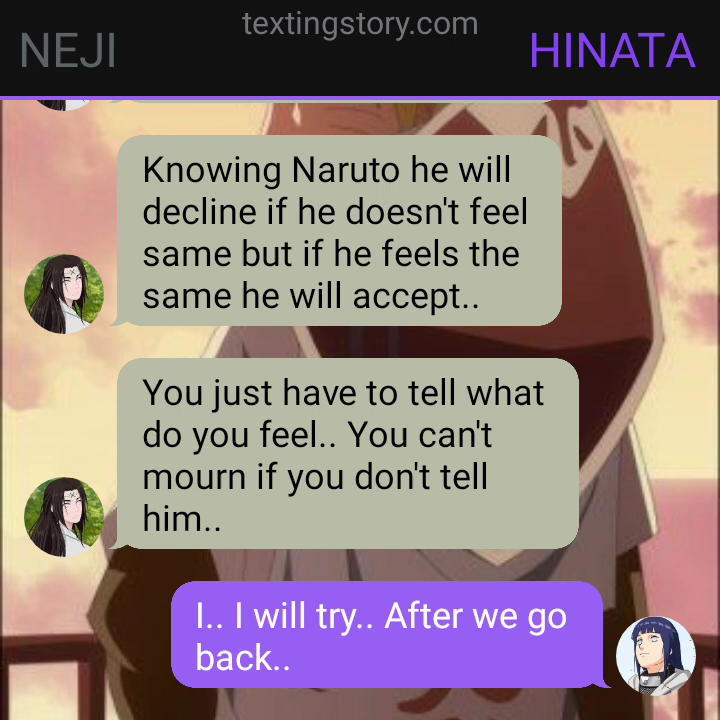 textingstory.com
NEJI
HINATA
Knowing Naruto he will
decline if he doesn't feel
same but if he feels the
same he will accept..
You just have to tell what
do you feel.. You can't
mourn if you don't tell
him..
I.. I will try.. After we go
back..